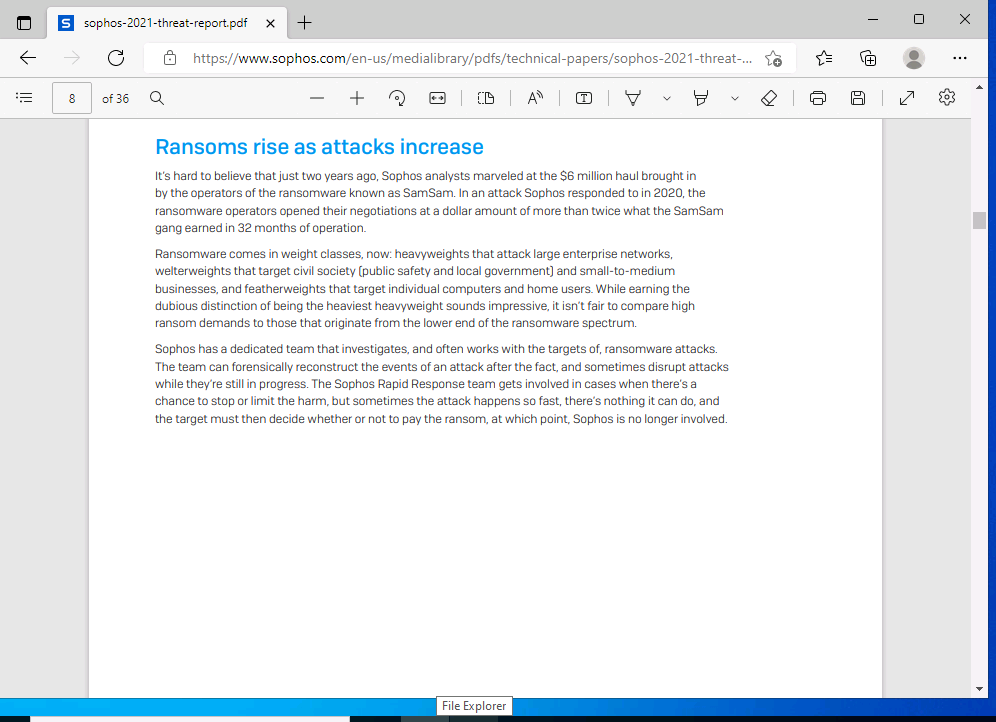 sophos-2021-threat-report.pdf
https://www.sophos.com/en-us/medialibrary/pdfs/technical-papers/sophos-2021-threat-...
8 of 36
Ransoms rise as attacks increase
It's hard to believe that just two years ago, Sophos analysts marveled at the $6 million haul brought in
by the operators of the ransomware known as SamSam. In an attack Sophos responded to in 2020, the
ransomware operators opened their negotiations at a dollar amount of more than twice what the SamSam
gang earned in 32 months of operation.
Ransomware comes in weight classes, now: heavyweights that attack large enterprise networks,
welterweights that target civil society (public safety and local government) and small-to-medium
businesses, and featherweights that target individual computers and home users. While earning the
dubious distinction of being the heaviest heavyweight sounds impressive, it isn't fair to compare high
ransom demands to those that originate from the lower end of the ransomware spectrum.
Sophos has a dedicated team that investigates, and often works with the targets of, ransomware attacks.
The team can forensically reconstruct the events of an attack after the fact, and sometimes disrupt attacks
while they're still in progress. The Sophos Rapid Response team gets involved in cases when there's a
chance to stop or limit the harm, but sometimes the attack happens so fast, there's nothing it can do, and
the target must then decide whether or not to pay the ransom, at which point, Sophos is no longer involved.
File Explorer